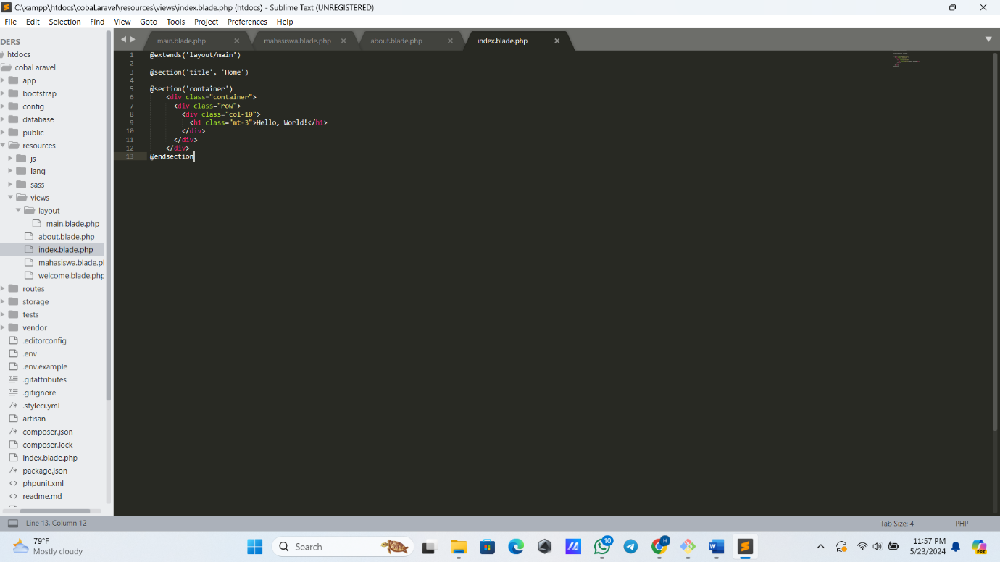 C:\xampp\htdocs\cobaLaravel\resources\views\index.blade.php (htdocs) - Sublime Text (UNREGISTERED)
File Edit Selection Find View Goto Tools Project Preferences Help
DERS
htdocs
cobaLaravel
app
bootstrap
config
database
public
resources
js
lang
sass
views
layout
main.blade.php
about.blade.php
index.blade.php
mahasiswa.blade.pl
welcome.blade.php
routes
storage
tests
vendor
.editorconfig
.env
.env.example
.gitattributes
.gitignore
/* .styleci.yml
artisan
/* composer.json
composer.lock
index.blade.php
/* package.json
<> phpunit.xml
<> readme.md
main.blade.php mahasiswa.blade.php about.blade.php index.blade.php
1 @extends('layout/main')
2
3 @section('title', 'Home')
4
5 @section('container')
6 <div class="container">
7 <div class="row">
8 <div class="col-10">
9 <h1 class="mt-3">Hello, World!</h1>
10 </div>
11 </div>
12 </div>
13 @endsection
Line 13, Column 12 Tab Size: 4 PHP
79°F
Mostly cloudy
Search
10
H
11:57 PM
5/23/2024
PRE